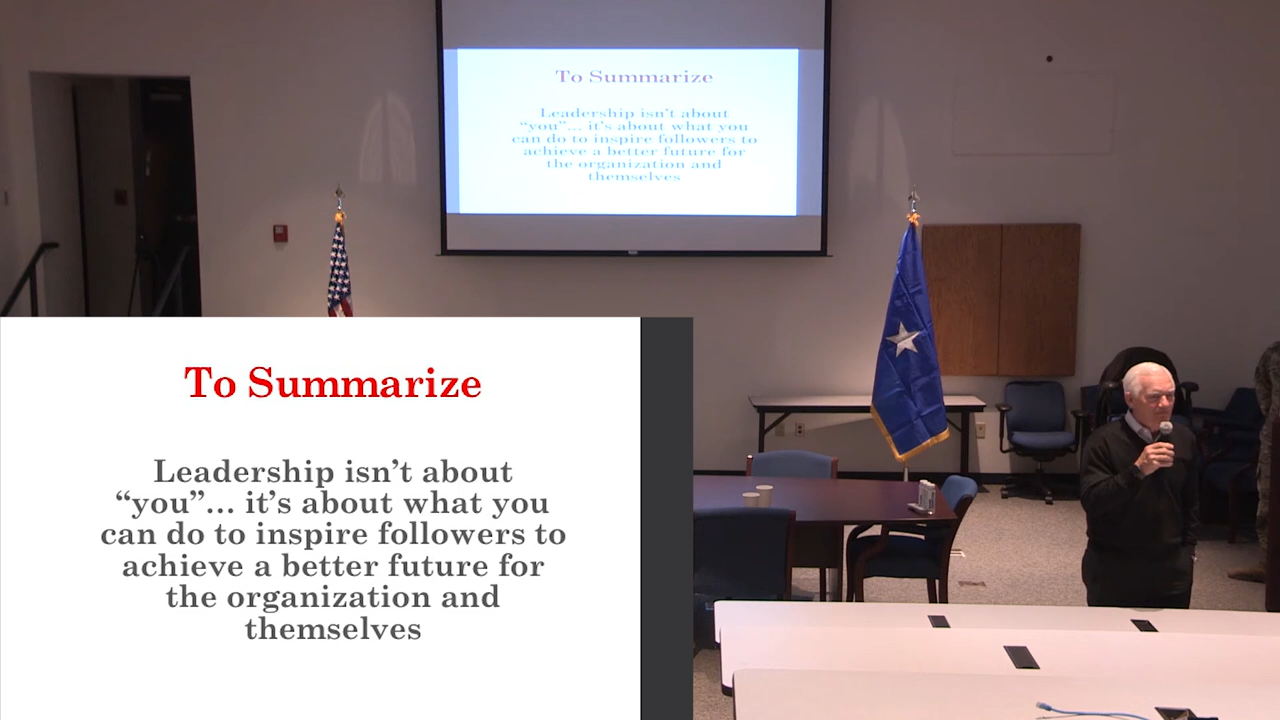 To Summarize
Leadership isn't about
“you”... it's about what you
can do to inspire followers to
achieve a better future for
the organization and
themselves
To Summarize
Leadership isn’t about
“you”... it’s about what you
can do to inspire followers to
achieve a better future for
the organization and
themselves